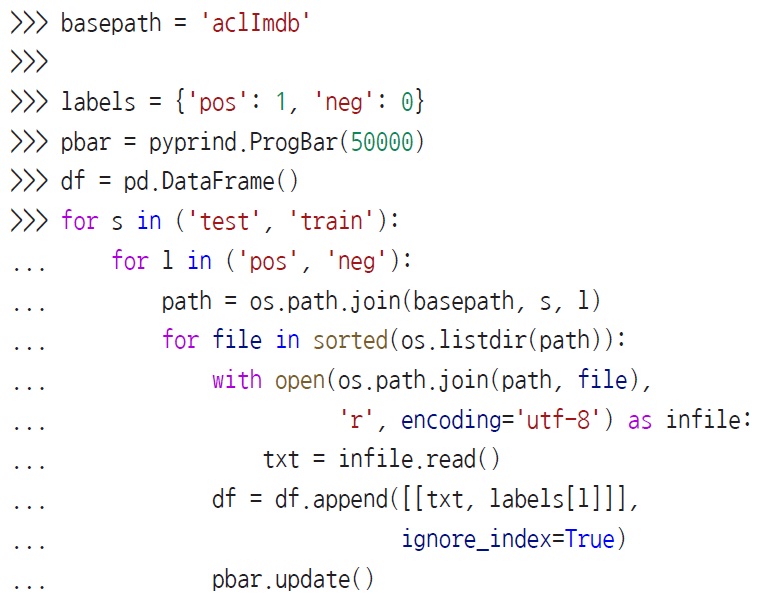 >>> basepath = 'aclImdb'
>>>
>>> labels = {'pos': 1, 'neg': 0}
>>> pbar = pyprind.ProgBar(50000)
>>> df = pd.DataFrame()
>>> for s in ('test', 'train'):
...     for l in ('pos', 'neg'):
...         path = os.path.join(basepath, s, l)
...         for file in sorted(os.listdir(path)):
...             with open(os.path.join(path, file),
...                       'r', encoding='utf-8') as infile:
...                 txt = infile.read()
...             df = df.append([[txt, labels[l]]],
...                            ignore_index=True)
...             pbar.update()